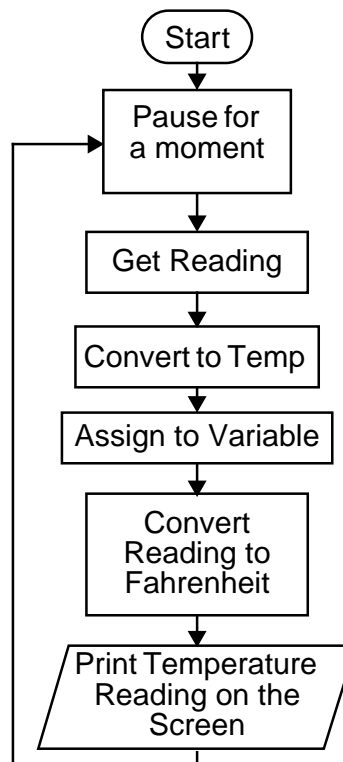 Start
Pause for
a moment
Get Reading
Convert to Temp
Assign to Variable
Convert
Reading to
Fahrenheit
Print Temperature
Reading on the
Screen